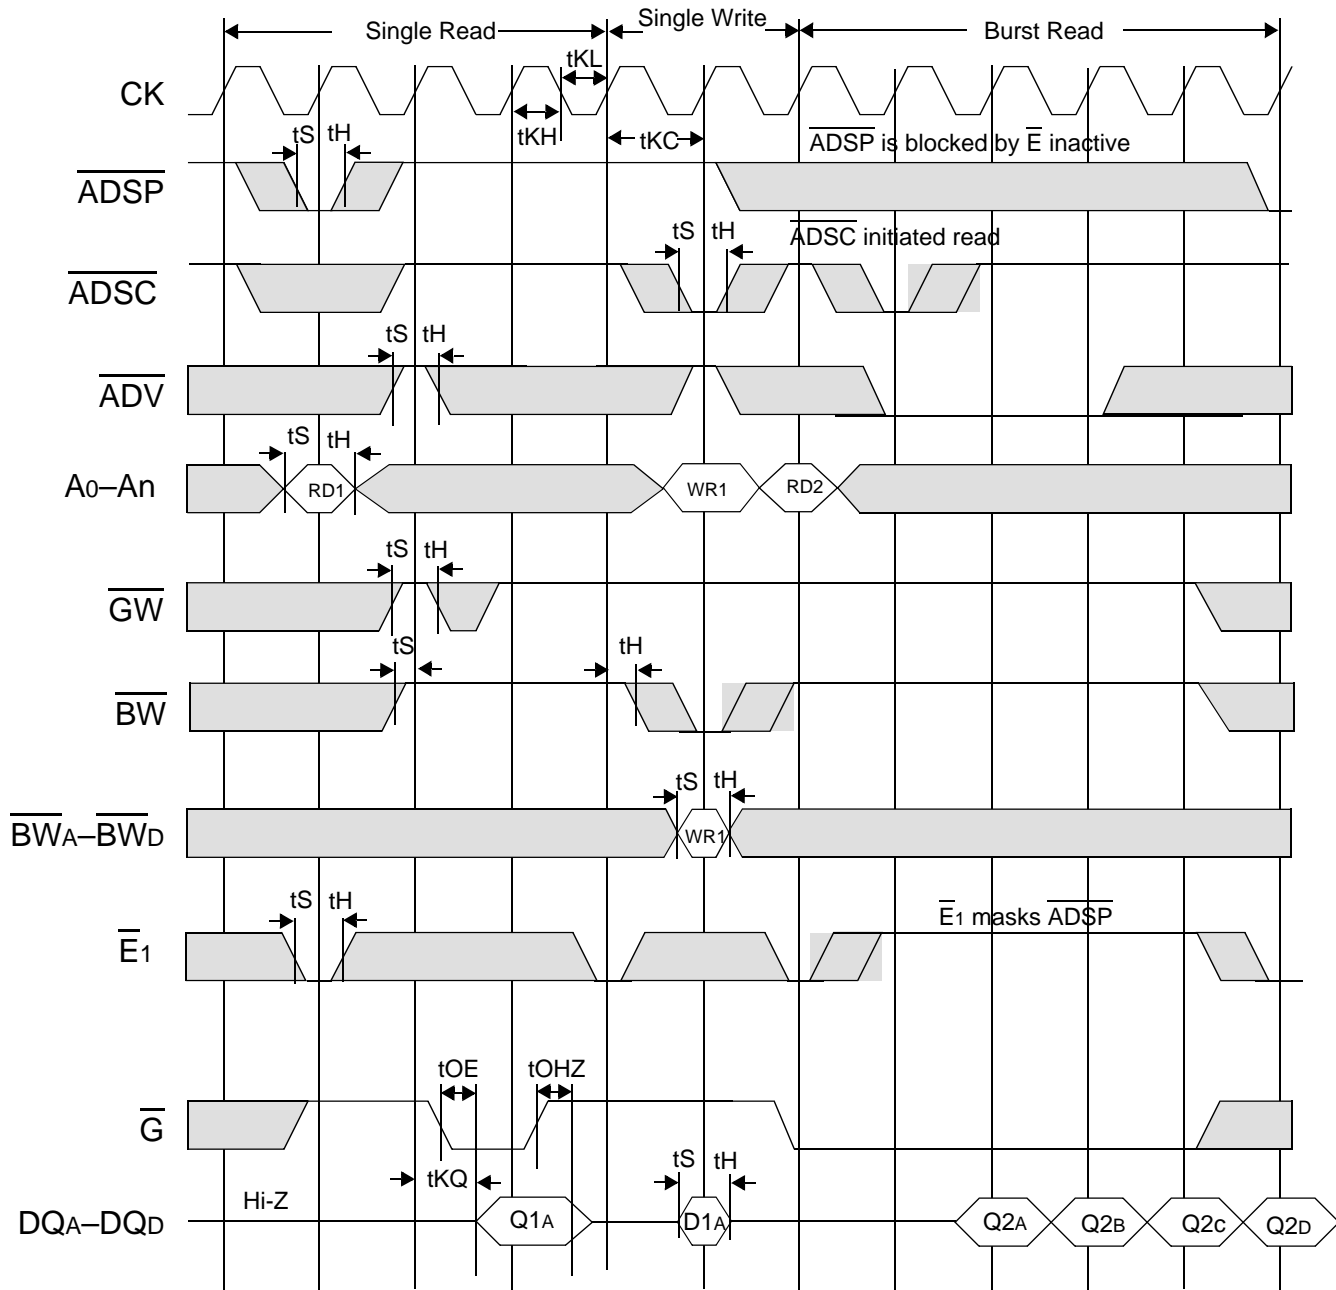 Single Read
Single Write
Burst Read
CK
tKL
tKH
tKC
tS
tH
ADSP is blocked by E inactive
ADSP
tS
tH
ADSC initiated read
ADSC
tS
tH
ADV
tS
tH
A0–An
RD1
WR1
RD2
tS
tH
GW
tS
tH
BW
tS
tH
BWA–BWD
WR1
tS
tH
E1 masks ADSP
E1
tOE
tOHZ
G
tKQ
tS
tH
Hi-Z
DQA–DQD
Q1A
D1A
Q2A
Q2B
Q2c
Q2D